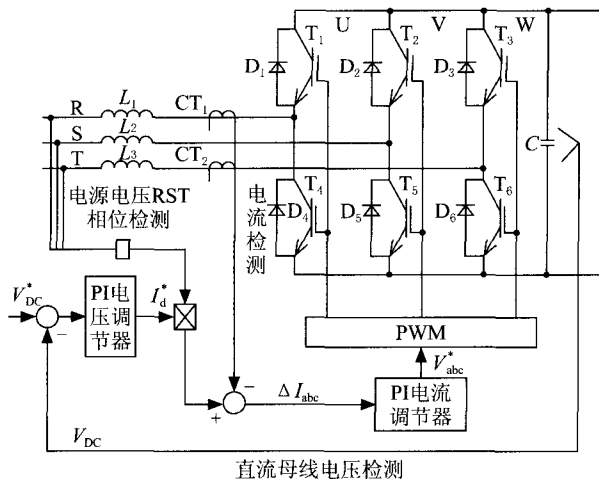 U V W
T₁ T₂ T₃
D₁ D₂ D₃
R L₁ CT₁
S L₂
T L₃ CT₂
C
电源电压RST
相位检测
电流检测
T₄ T₅ T₆
D₄ D₅ D₆
V*DC
−
PI电
压调
节器
I*d
PWM
V*abc
−
+
ΔIabc
PI电流
调节器
VDC
直流母线电压检测